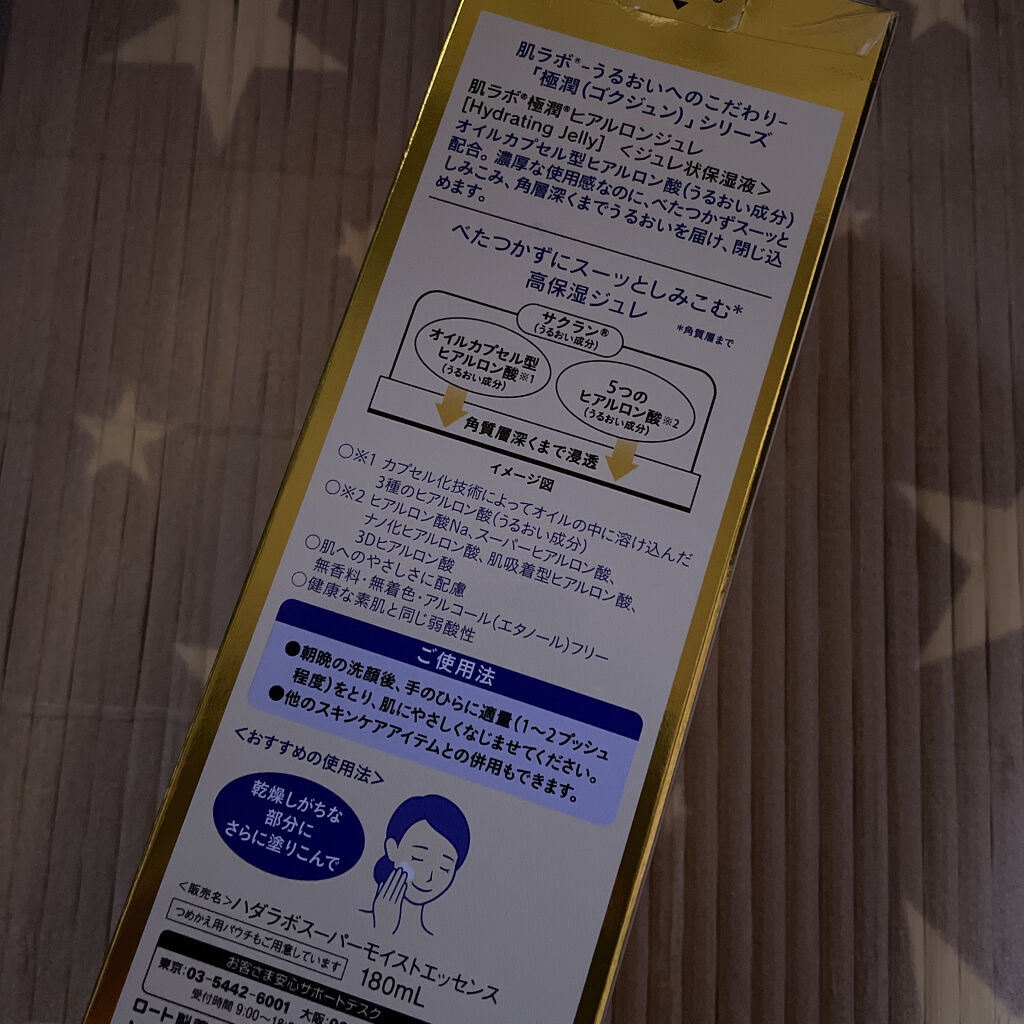 肌ラボ®-うるおいへのこだわり-
「極潤(ゴクジュン)」シリーズ
肌ラボ®極潤®ヒアルロンジュレ
[Hydrating Jelly] <ジュレ状保湿液>
オイルカプセル型ヒアルロン酸(うるおい成分)
配合。濃厚な使用感なのに、べたつかずスーッと
しみこみ、角層深くまでうるおいを届け、閉じ込
めます。
べたつかずにスーッとしみこむ*
高保湿ジュレ
*角質層まで
サクラン®
(うるおい成分)
オイルカプセル型
ヒアルロン酸※1
(うるおい成分)
5つの
ヒアルロン酸※2
(うるおい成分)
角質層深くまで浸透
イメージ図
○※1 カプセル化技術によってオイルの中に溶け込んだ
3種のヒアルロン酸(うるおい成分)
○※2 ヒアルロン酸Na、スーパーヒアルロン酸、
ナノ化ヒアルロン酸、肌吸着型ヒアルロン酸、
3Dヒアルロン酸
○肌へのやさしさに配慮
無香料・無着色・アルコール(エタノール)フリー
○健康な素肌と同じ弱酸性
ご使用法
●朝晩の洗顔後、手のひらに適量(1~2プッシュ
程度)をとり、肌にやさしくなじませてください。
●他のスキンケアアイテムとの併用もできます。
<おすすめの使用法>
乾燥しがちな
部分に
さらに塗りこんで
<販売名>ハダラボスーパーモイストエッセンス
つめかえ用パウチもご用意しています
180mL
お客さま安心サポートデスク
東京:03-5442-6001 大阪:
受付時間 9:00~18:
ロート製薬